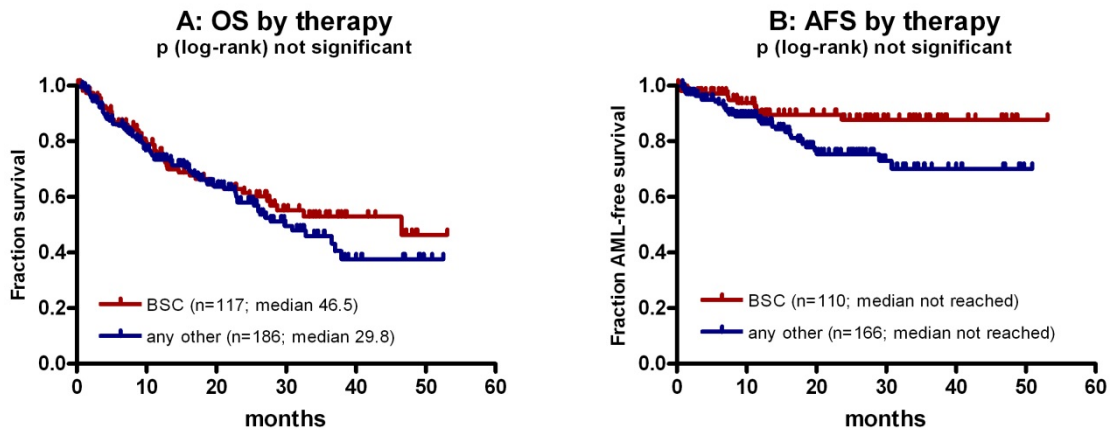 A: OS by therapy
p (log-rank) not significant
Fraction survival
1.0
0.8
0.6
0.4
0.2
0.0
BSC (n=117; median 46.5)
any other (n=186; median 29.8)
0 10 20 30 40 50 60
months
B: AFS by therapy
p (log-rank) not significant
Fraction AML-free survival
1.0
0.8
0.6
0.4
0.2
0.0
BSC (n=110; median not reached)
any other (n=166; median not reached)
0 10 20 30 40 50 60
months